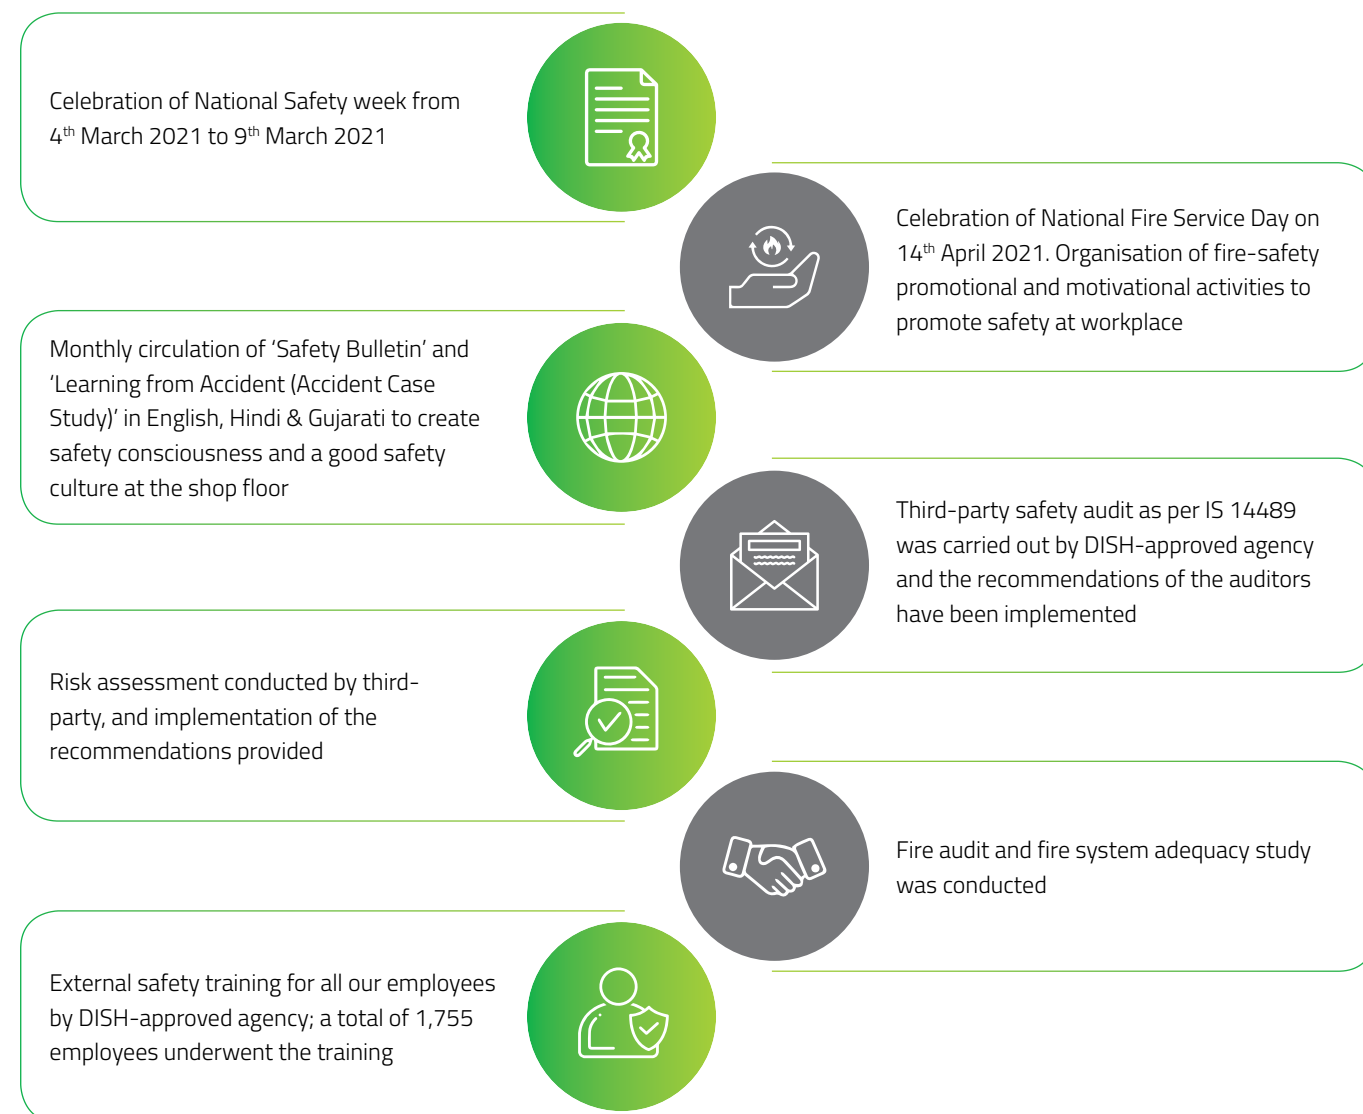 Celebration of National Safety week from
4th March 2021 to 9th March 2021
Celebration of National Fire Service Day on
14th April 2021. Organisation of fire-safety
promotional and motivational activities to
promote safety at workplace
Monthly circulation of ‘Safety Bulletin’ and
‘Learning from Accident (Accident Case
Study)’ in English, Hindi & Gujarati to create
safety consciousness and a good safety
culture at the shop floor
Third-party safety audit as per IS 14489
was carried out by DISH-approved agency
and the recommendations of the auditors
have been implemented
Risk assessment conducted by third-
party, and implementation of the
recommendations provided
Fire audit and fire system adequacy study
was conducted
External safety training for all our employees
by DISH-approved agency; a total of 1,755
employees underwent the training